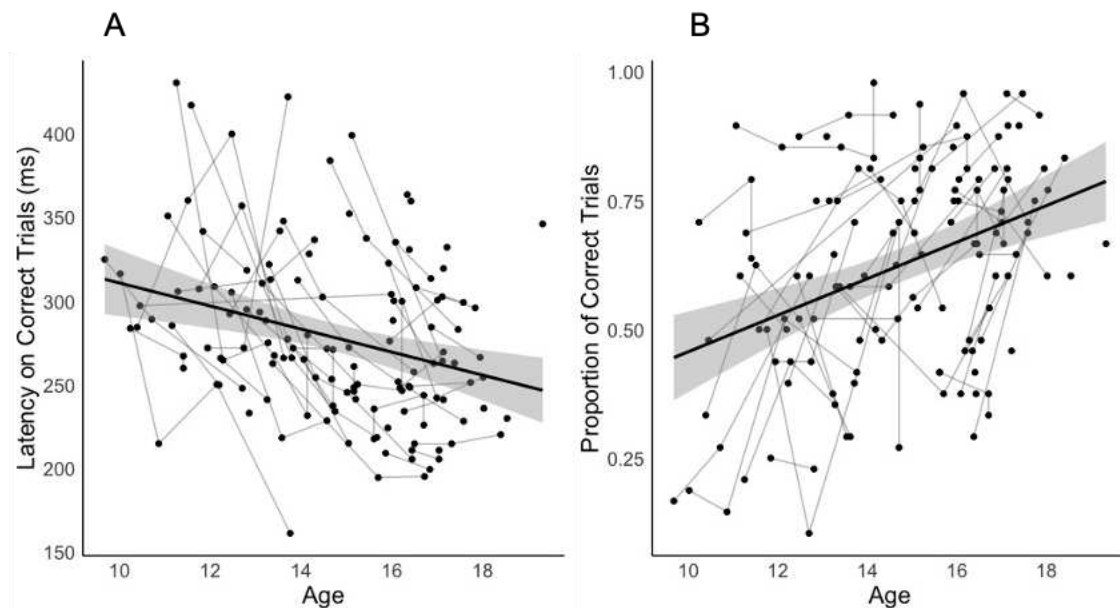 A
B
Latency on Correct Trials (ms)
400
350
300
250
200
150
10 12 14 16 18
Age
Proportion of Correct Trials
1.00
0.75
0.50
0.25
10 12 14 16 18
Age